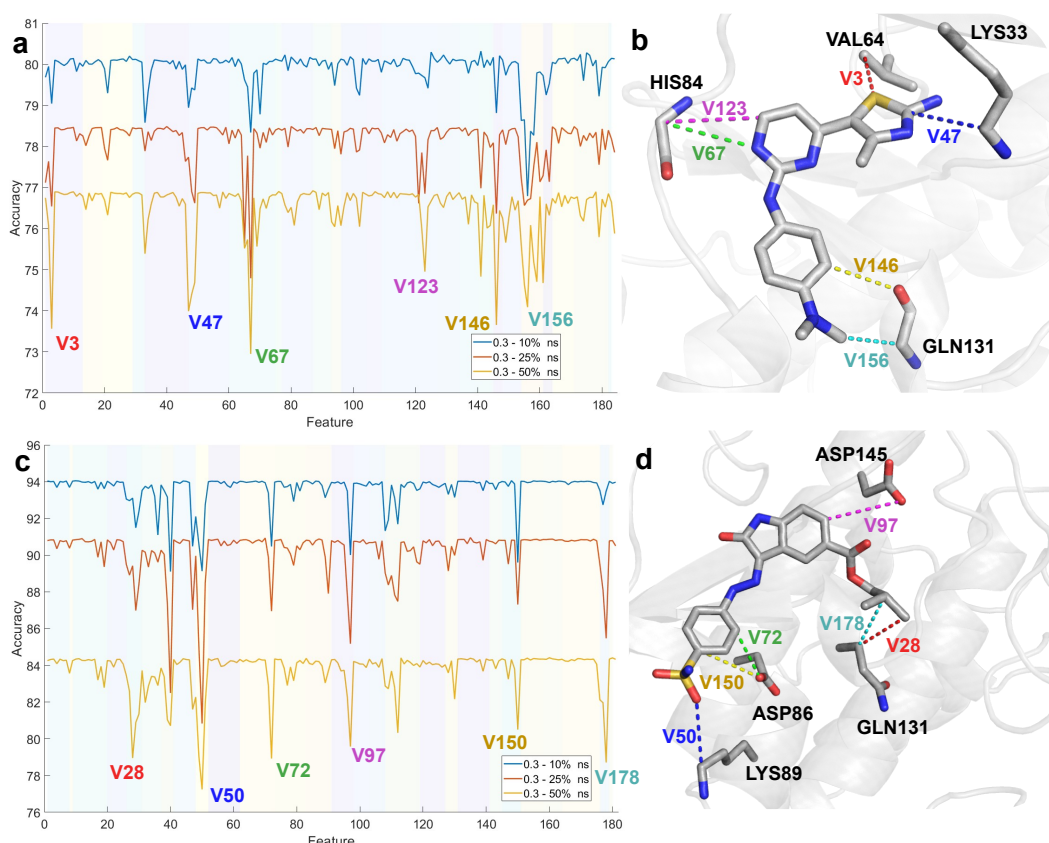 a
81
80
79
78
77
76
75
74
73
72
Accuracy
0 20 40 60 80 100 120 140 160 180
Feature
V3
V47
V67
V123
V146
V156
0.3 - 10% ns
0.3 - 25% ns
0.3 - 50% ns
b
VAL64
LYS33
HIS84
V3
V123
V67
V47
V146
V156
GLN131
c
96
94
92
90
88
86
84
82
80
78
76
Accuracy
0 20 40 60 80 100 120 140 160 180
Feature
V28
V50
V72
V97
V150
V178
0.3 - 10% ns
0.3 - 25% ns
0.3 - 50% ns
d
ASP145
V97
V178
V28
V72
V150
ASP86
GLN131
V50
LYS89